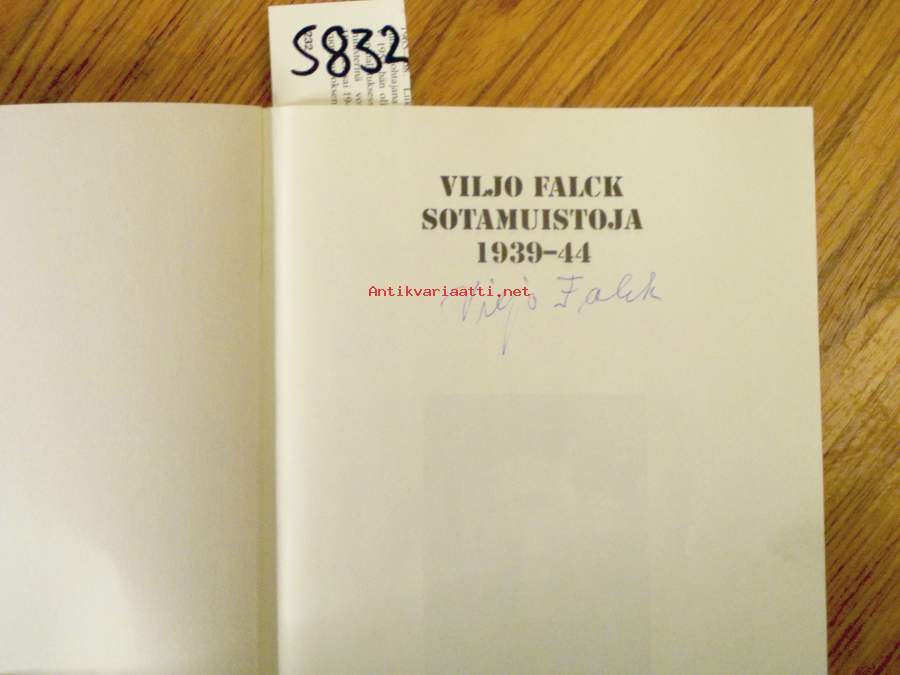 S832
VILJO FALCK
SOTAMUISTOJA
1939–44
Antikvariaatti.net
Viljo Falck